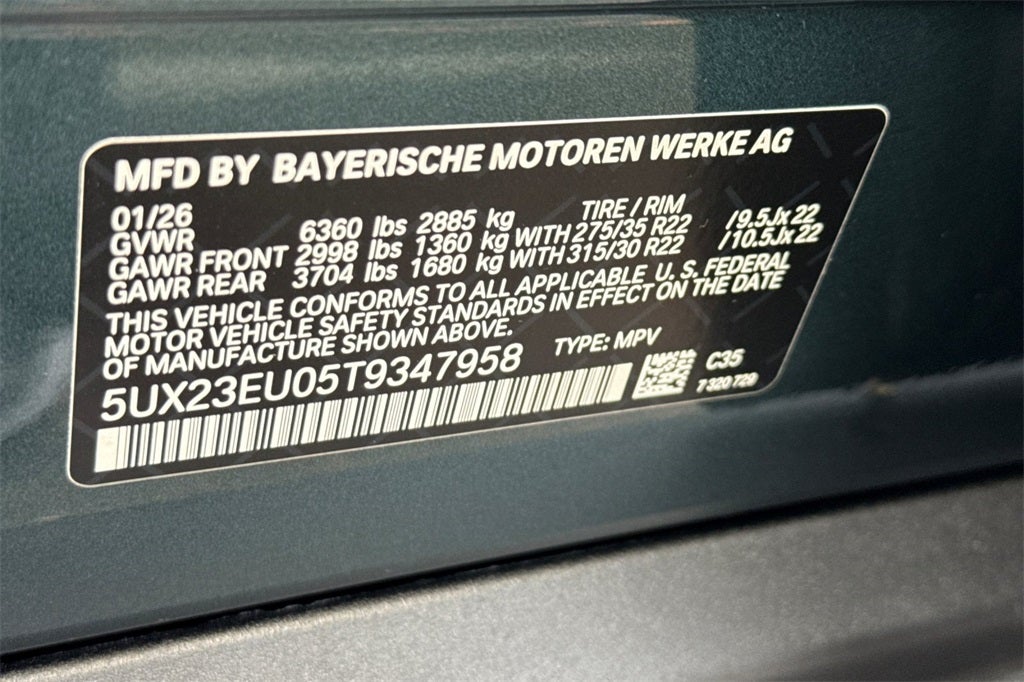 MFD BY BAYERISCHE MOTOREN WERKE AG
01/26 TIRE / RIM
GVWR 6360 lbs 2885 kg
GAWR FRONT 2998 lbs 1360 kg WITH 275/35 R22 /9.5Jx22
GAWR REAR 3704 lbs 1680 kg WITH 315/30 R22 /10.5Jx22
THIS VEHICLE CONFORMS TO ALL APPLICABLE U. S. FEDERAL
MOTOR VEHICLE SAFETY STANDARDS IN EFFECT ON THE DATE
OF MANUFACTURE SHOWN ABOVE.
5UX23EU05T9347958 TYPE: MPV
C35
7 320 720